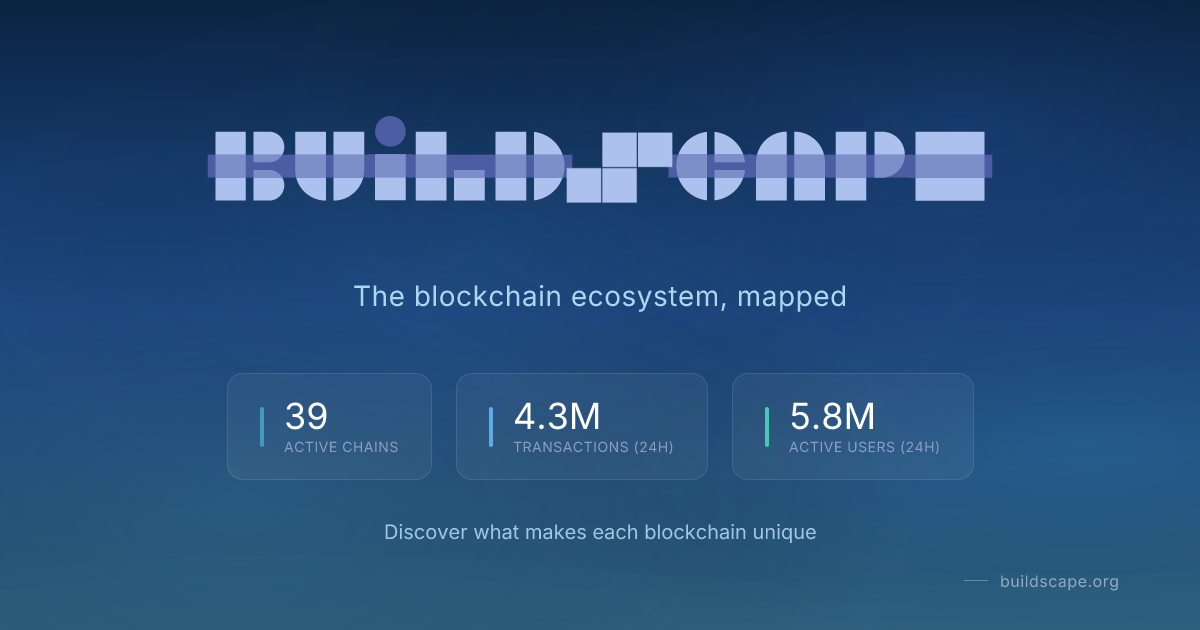 BUiLDSCAPE
The blockchain ecosystem, mapped
39
ACTIVE CHAINS
4.3M
TRANSACTIONS (24H)
5.8M
ACTIVE USERS (24H)
Discover what makes each blockchain unique
buildscape.org